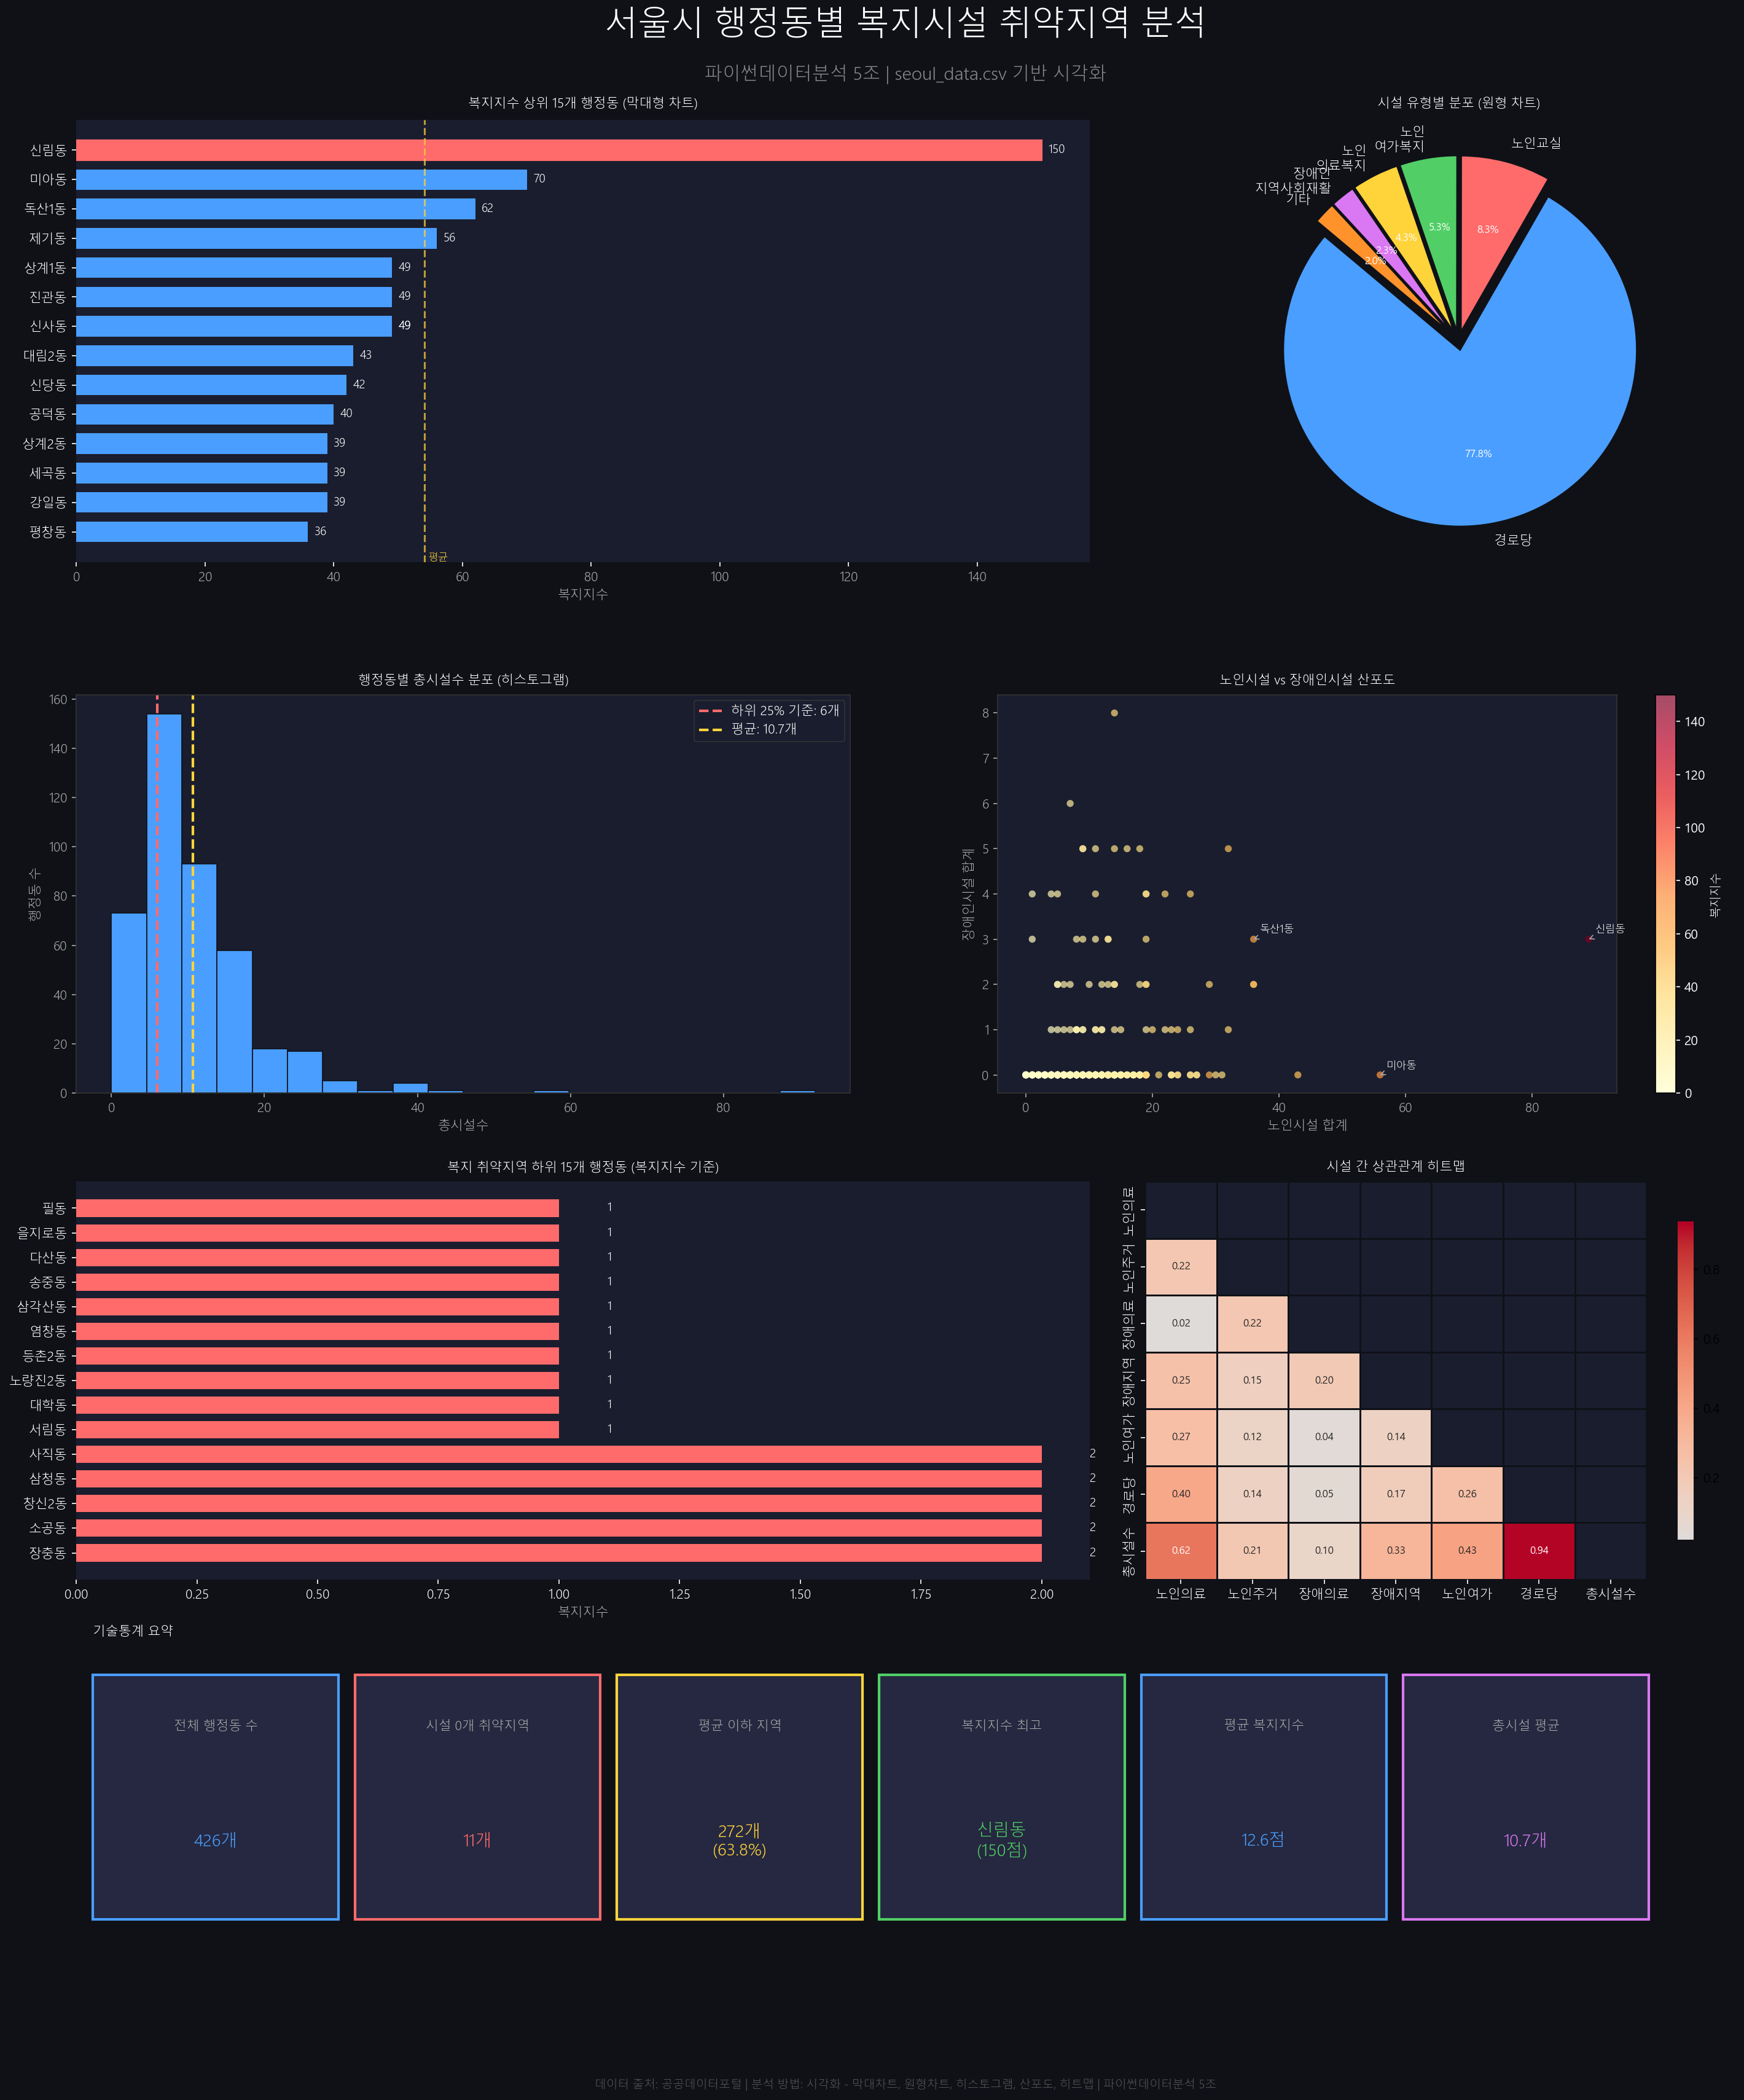 서울시 행정동별 복지시설 취약지역 분석
파이썬데이터분석 5조 | seoul_data.csv 기반 시각화
복지지수 상위 15개 행정동 (막대형 차트)
신림동
150
미아동
70
독산1동
62
제기동
56
상계1동
49
진관동
49
신사동
49
대림2동
43
신당동
42
공덕동
40
상계2동
39
세곡동
39
강일동
39
평창동
36
평균
0
20
40
60
80
100
120
140
복지지수
시설 유형별 분포 (원형 차트)
노인교실
노인
여가복지
노인
의료복지
장애인
지역사회재활
기타
8.3%
5.3%
4.3%
2.3%
2.0%
77.8%
경로당
행정동별 총시설수 분포 (히스토그램)
하위 25% 기준: 6개
평균: 10.7개
160
140
120
100
80
60
40
20
0
행정동 수
0
20
40
60
80
총시설수
노인시설 vs 장애인시설 산포도
8
7
6
5
4
3
2
1
0
장애인시설 합계
독산1동
신림동
미아동
0
20
40
60
80
노인시설 합계
140
120
100
80
60
40
20
0
복지지수
복지 취약지역 하위 15개 행정동 (복지지수 기준)
필동
1
을지로동
1
다산동
1
송중동
1
삼각산동
1
염창동
1
등촌2동
1
노량진2동
1
대학동
1
서림동
1
사직동
2
삼청동
2
창신2동
2
소공동
2
장충동
2
0.00
0.25
0.50
0.75
1.00
1.25
1.50
1.75
2.00
복지지수
시설 간 상관관계 히트맵
노인의료
노인주거
0.22
장애의료
0.02
0.22
장애지역
0.25
0.15
0.20
노인여가
0.27
0.12
0.04
0.14
경로당
0.40
0.14
0.05
0.17
0.26
총시설수
0.62
0.21
0.10
0.33
0.43
0.94
노인의료
노인주거
장애의료
장애지역
노인여가
경로당
총시설수
0.8
0.6
0.4
0.2
기술통계 요약
전체 행정동 수
426개
시설 0개 취약지역
11개
평균 이하 지역
272개
(63.8%)
복지지수 최고
신림동
(150점)
평균 복지지수
12.6점
총시설 평균
10.7개
데이터 출처: 공공데이터포털 | 분석 방법: 시각화 - 막대차트, 원형차트, 히스토그램, 산포도, 히트맵 | 파이썬데이터분석 5조